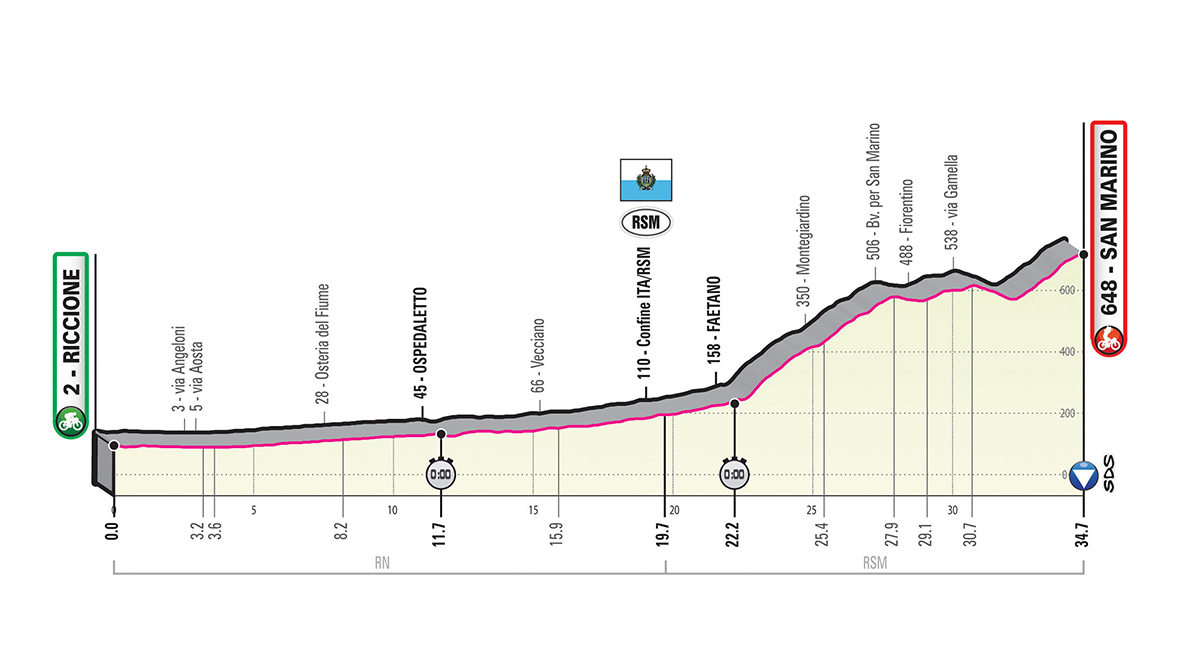 2 - RICCIONE
3 - via Angeloni
5 - via Aosta
28 - Osteria del Fiume
45 - OSPEDALETTO
66 - Vecciano
RSM
110 - Confine ITA/RSM
158 - FAETANO
350 - Montegiardino
506 - Bv. per San Marino
488 - Fiorentino
538 - via Gamella
648 - SAN MARINO
600
400
200
0
0:00
0:00
SDS
0
5
10
15
20
25
30
0.0
3.2
3.6
8.2
11.7
15.9
19.7
22.2
25.4
27.9
29.1
30.7
34.7
RN
RSM